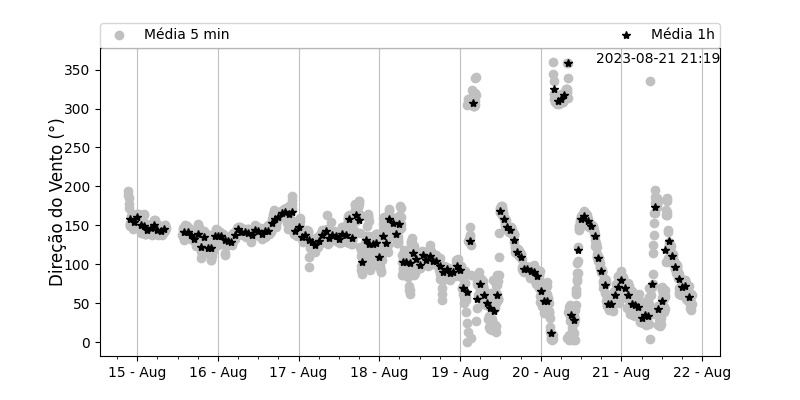 Média 5 min
Média 1h
2023-08-21 21:19
Direção do Vento (°)
350
300
250
200
150
100
50
0
15 - Aug
16 - Aug
17 - Aug
18 - Aug
19 - Aug
20 - Aug
21 - Aug
22 - Aug